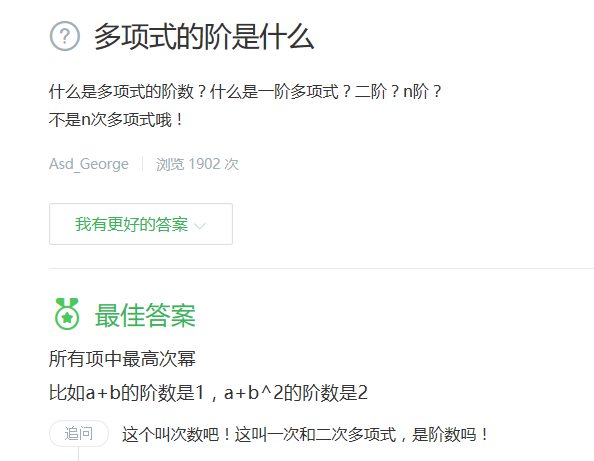 多项式的阶是什么
什么是多项式的阶数？什么是一阶多项式？二阶？n阶？
不是n次多项式哦！
Asd_George 浏览 1902 次
我有更好的答案
最佳答案
所有项中最高次幂
比如a+b的阶数是1，a+b^2的阶数是2
追问 这个叫次数吧！这叫一次和二次多项式，是阶数吗！